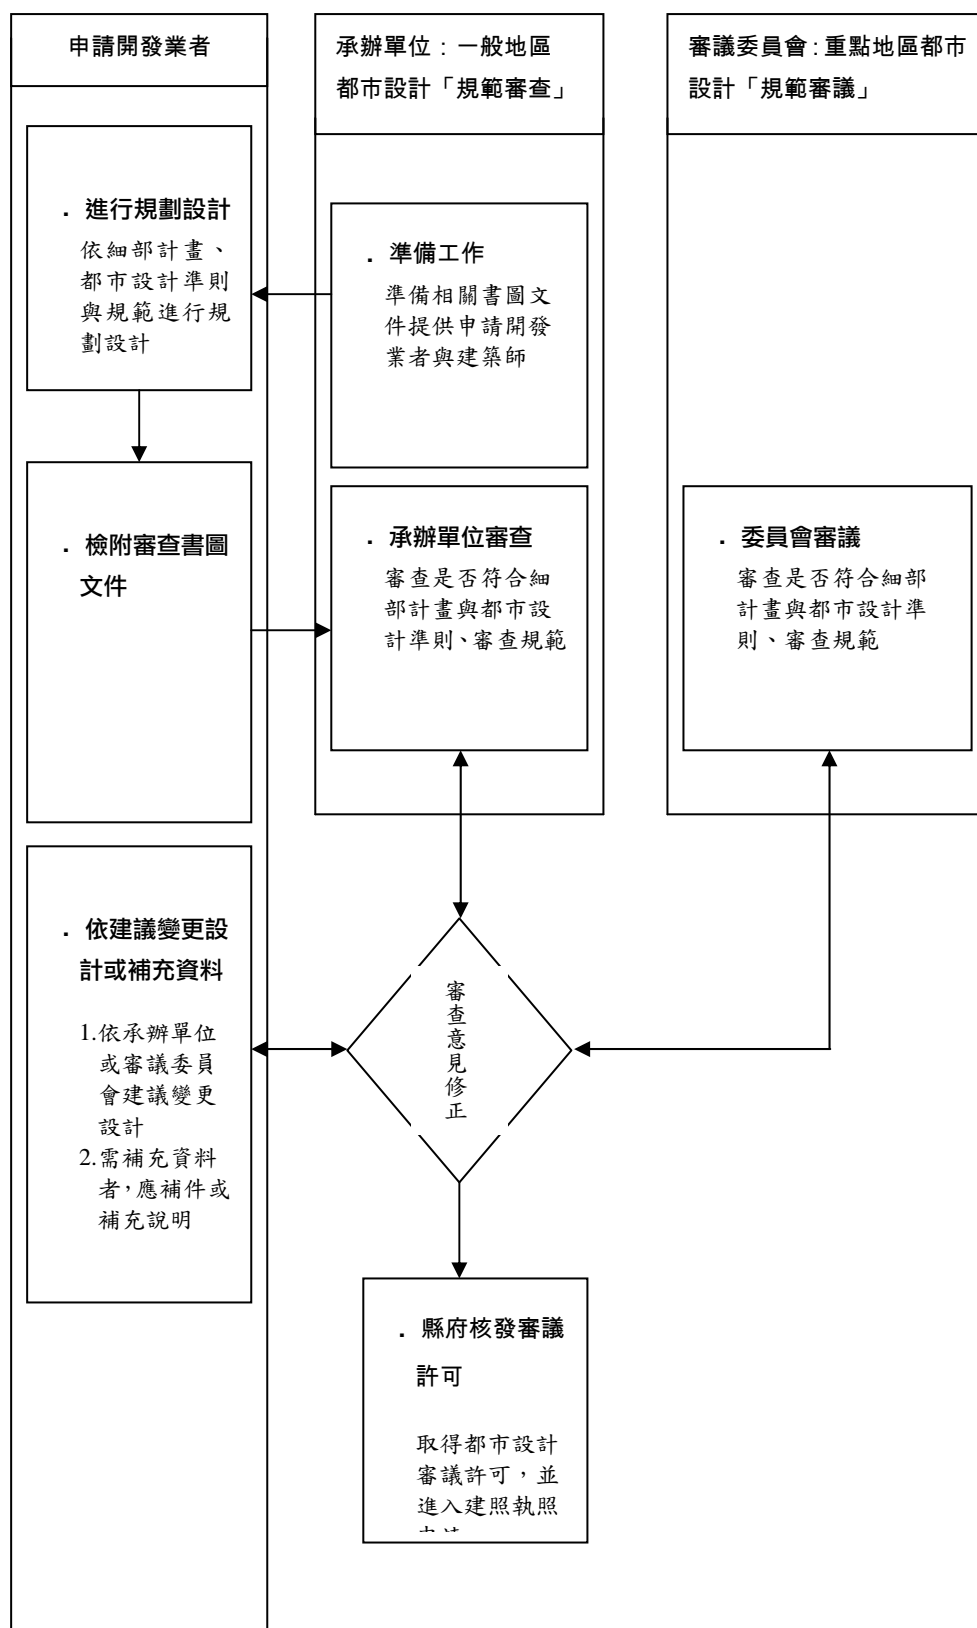 申請開發業者
承辦單位：一般地區
都市設計「規範審查」
審議委員會：重點地區都市
設計「規範審議」
．進行規劃設計
依細部計畫、
都市設計準則
與規範進行規
劃設計
．準備工作
準備相關書圖文
件提供申請開發
業者與建築師
．檢附審查書圖
文件
．承辦單位審查
審查是否符合細
部計畫與都市設
計準則、審查規範
．委員會審議
審查是否符合細部
計畫與都市設計準
則、審查規範
．依建議變更設
計或補充資料
1.依承辦單位
或審議委員
會建議變更
設計
2.需補充資料
者，應補件或
補充說明
審查意見修正
．縣府核發審議
許可
取得都市設計
審議許可，並
進入建照執照